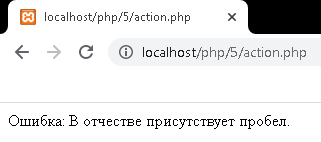 localhost/php/5/action.php
localhost/php/5/action.php
Ошибка: В отчестве присутствует пробел.